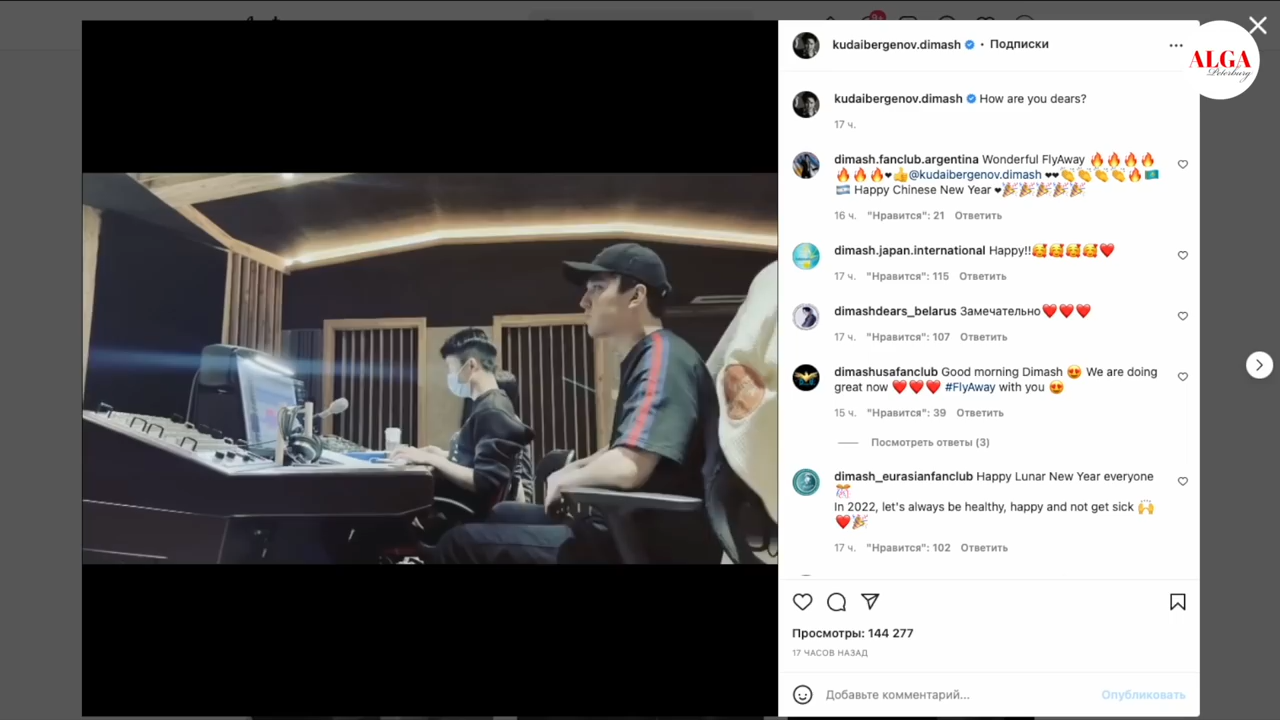 kudaibergenov.dimash • Подписки
ALGA
Peterburg
kudaibergenov.dimash How are you dears?
17 ч.
dimash.fanclub.argentina Wonderful FlyAway 🔥🔥🔥🔥
🔥🔥🔥❤👍@kudaibergenov.dimash ❤❤👏👏👏👏🔥🇰🇿
🇦🇷 Happy Chinese New Year ❤🎉🎉🎉🎉🎉
16 ч. "Нравится": 21 Ответить
dimash.japan.international Happy!!🥰🥰🥰🥰❤️
17 ч. "Нравится": 115 Ответить
dimashdears_belarus Замечательно❤️❤️❤️
17 ч. "Нравится": 107 Ответить
dimashusafanclub Good morning Dimash 😍 We are doing
great now ❤️❤️❤️ #FlyAway with you 😍
15 ч. "Нравится": 39 Ответить
Посмотреть ответы (3)
dimash_eurasianfanclub Happy Lunar New Year everyone
🎊
In 2022, let's always be healthy, happy and not get sick 🙌
❤️🎉
17 ч. "Нравится": 102 Ответить
Просмотры: 144 277
17 ЧАСОВ НАЗАД
Добавьте комментарий... Опубликовать